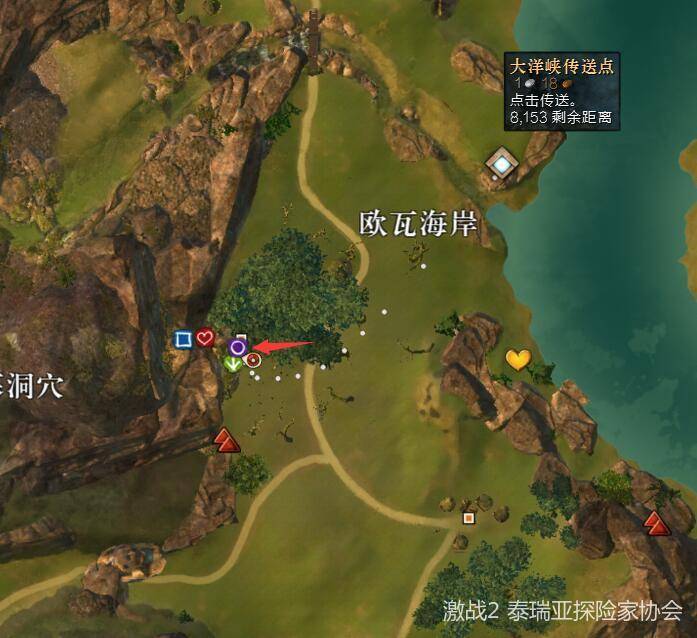 大洋峡传送点
1 18
点击传送。
8,153 剩余距离
欧瓦海岸
洞穴
激战2 泰瑞亚探险家协会